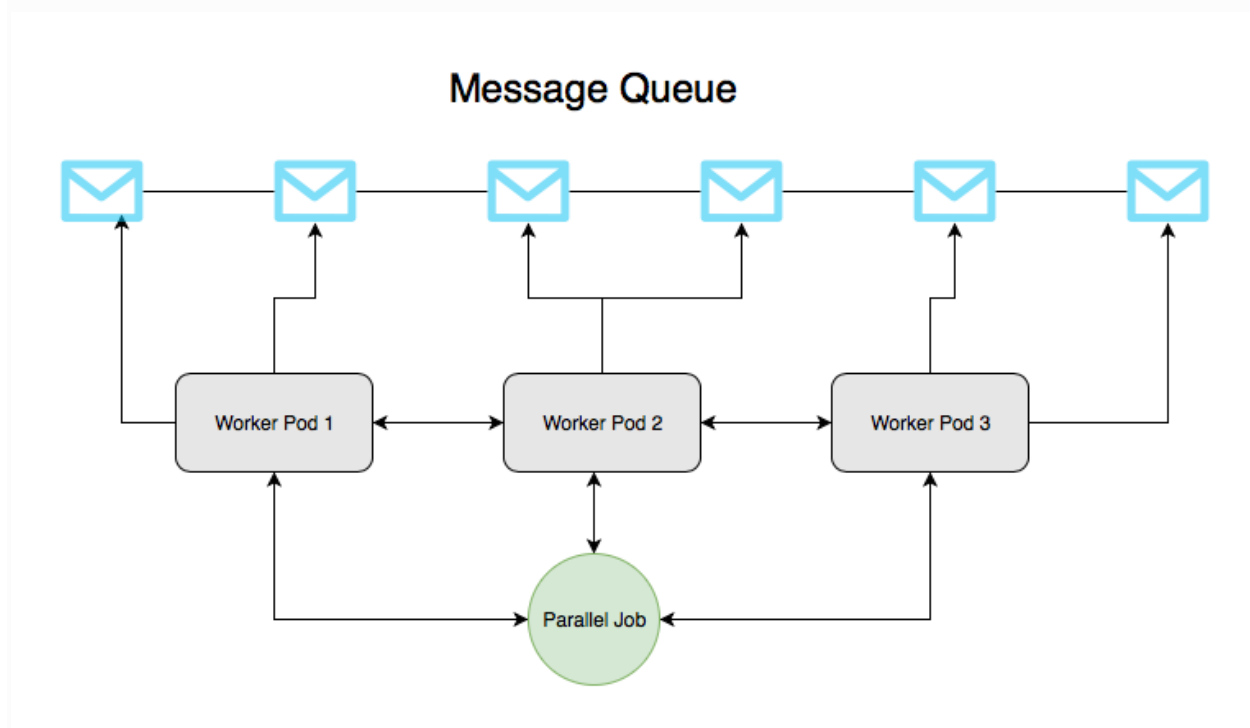 Message Queue
Worker Pod 1
Worker Pod 2
Worker Pod 3
Parallel Job